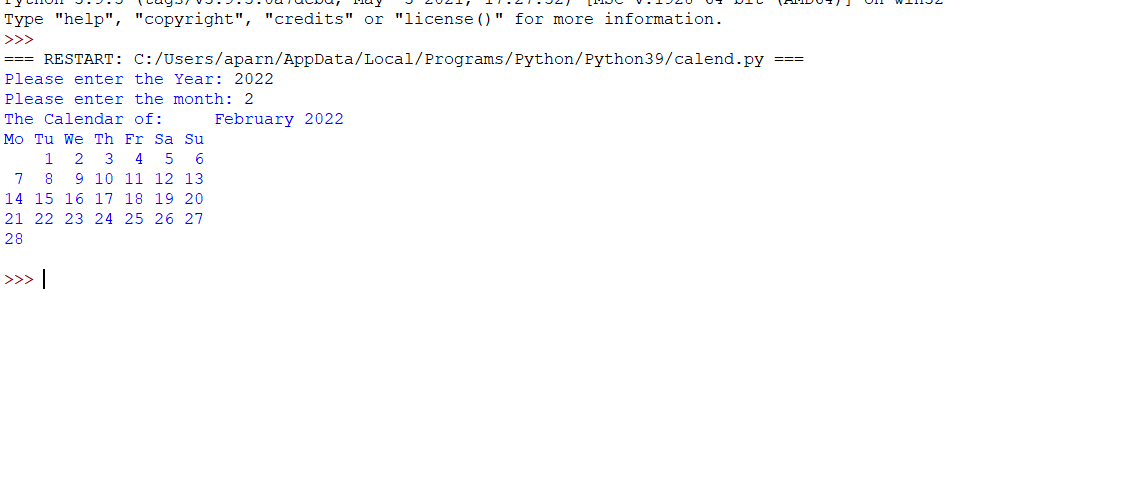 Type "help", "copyright", "credits" or "license()" for more information.
>>>
=== RESTART: C:/Users/aparn/AppData/Local/Programs/Python/Python39/calend.py ===
Please enter the Year: 2022
Please enter the month: 2
The Calendar of:     February 2022
Mo Tu We Th Fr Sa Su
    1  2  3  4  5  6
 7  8  9 10 11 12 13
14 15 16 17 18 19 20
21 22 23 24 25 26 27
28
>>>